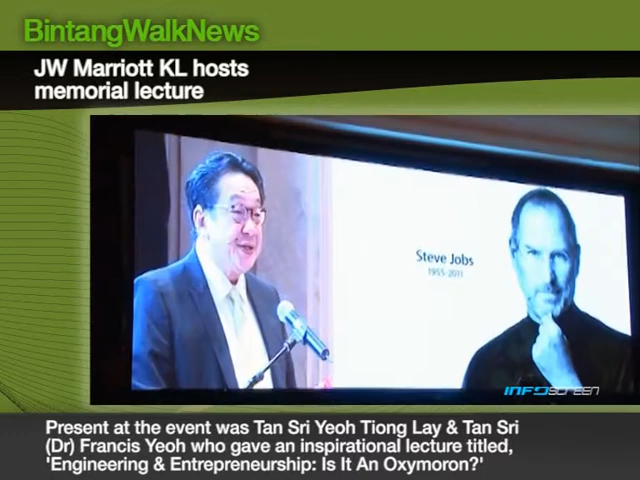 BintangWalkNews
JW Marriott KL hosts
memorial lecture
Steve Jobs
1955-2011
INFOSCREEN
Present at the event was Tan Sri Yeoh Tiong Lay & Tan Sri
(Dr) Francis Yeoh who gave an inspirational lecture titled,
'Engineering & Entrepreneurship: Is It An Oxymoron?'